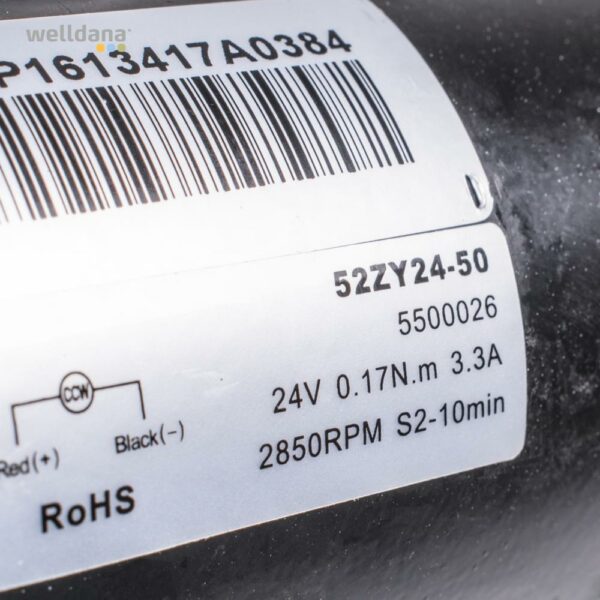 welldana
P1613417A0384
52ZY24-50
5500026
24V 0.17N.m 3.3A
2850RPM S2-10min
CCW
Red(+) Black(-)
RoHS